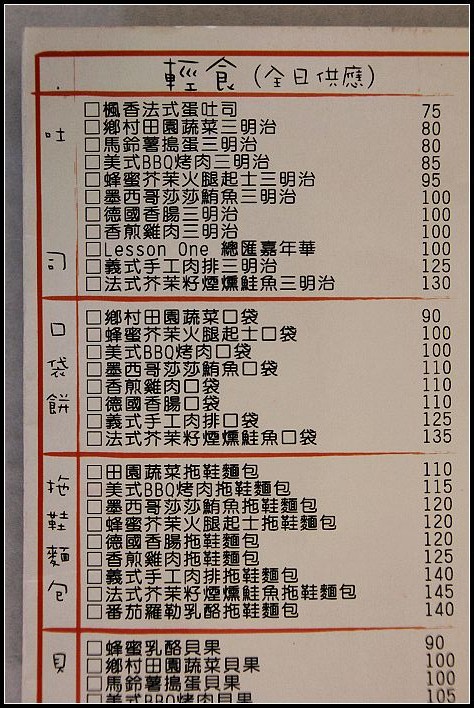 輕食 (全日供應)
吐司
□楓香法式蛋吐司 75
□鄉村田園蔬菜三明治 80
□馬鈴薯搗蛋三明治 80
□美式BBQ烤肉三明治 85
□蜂蜜芥茉火腿起士三明治 95
□墨西哥莎莎鮪魚三明治 100
□德國香腸三明治 100
□香煎雞肉三明治 100
□Lesson One 總匯嘉年華 100
□義式手工肉排三明治 125
□法式芥茉籽煙燻鮭魚三明治 130
口袋餅
□鄉村田園蔬菜口袋 90
□蜂蜜芥茉火腿起士口袋 100
□美式BBQ烤肉口袋 100
□墨西哥莎莎鮪魚口袋 110
□香煎雞肉口袋 110
□德國香腸口袋 110
□義式手工肉排口袋 125
□法式芥茉籽煙燻鮭魚口袋 135
拖鞋麵包
□田園蔬菜拖鞋麵包 110
□美式BBQ烤肉拖鞋麵包 115
□墨西哥莎莎鮪魚拖鞋麵包 120
□蜂蜜芥茉火腿起士拖鞋麵包 120
□德國香腸拖鞋麵包 120
□香煎雞肉拖鞋麵包 125
□義式手工肉排拖鞋麵包 140
□法式芥茉籽煙燻鮭魚拖鞋麵包 145
□番茄羅勒乳酪拖鞋麵包 140
貝
□蜂蜜乳酪貝果 90
□鄉村田園蔬菜貝果 100
□馬鈴薯搗蛋貝果 100
□美式BBQ烤肉貝果 105